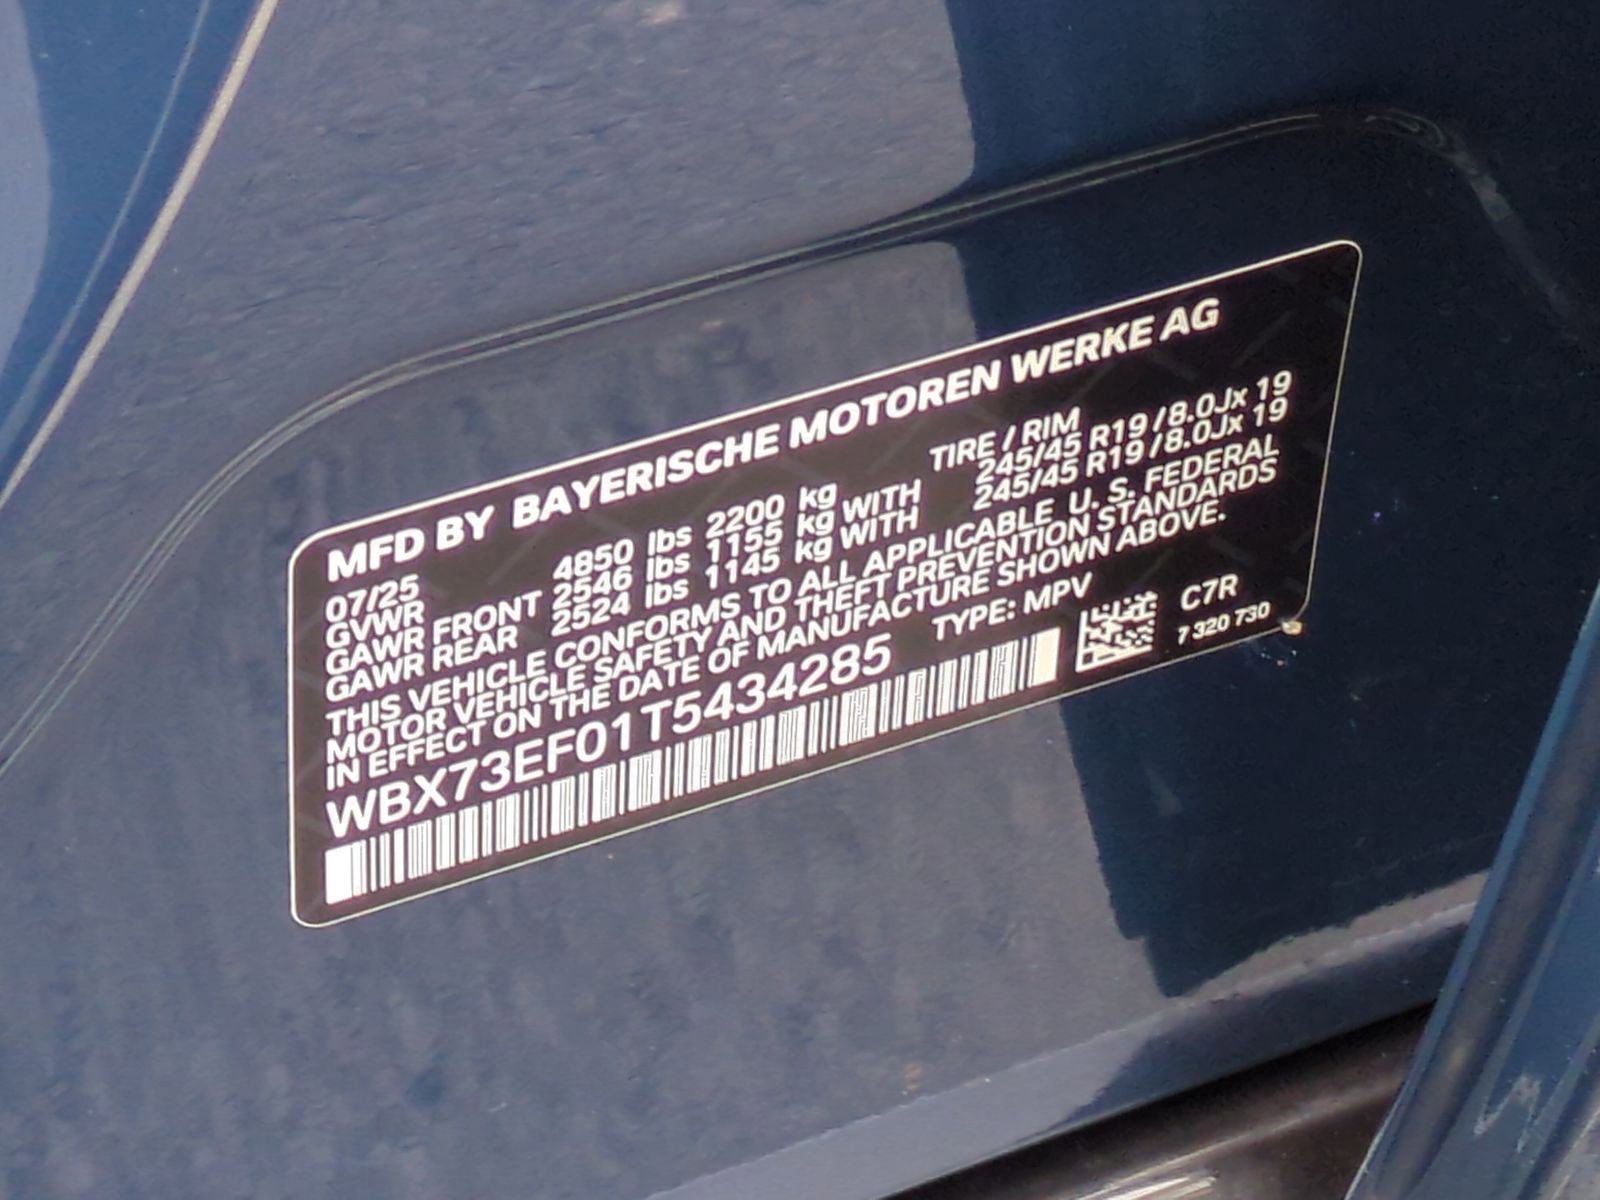 MFD BY BAYERISCHE MOTOREN WERKE AG
07/25 TIRE / RIM
GVWR 4850 lbs 2200 kg
GAWR FRONT 2546 lbs 1155 kg WITH 245/45 R19 / 8.0Jx 19
GAWR REAR 2524 lbs 1145 kg WITH 245/45 R19 / 8.0Jx 19
THIS VEHICLE CONFORMS TO ALL APPLICABLE U. S. FEDERAL
MOTOR VEHICLE SAFETY AND THEFT PREVENTION STANDARDS
IN EFFECT ON THE DATE OF MANUFACTURE SHOWN ABOVE.
WBX73EF01T5434285 TYPE: MPV C7R
7 320 730